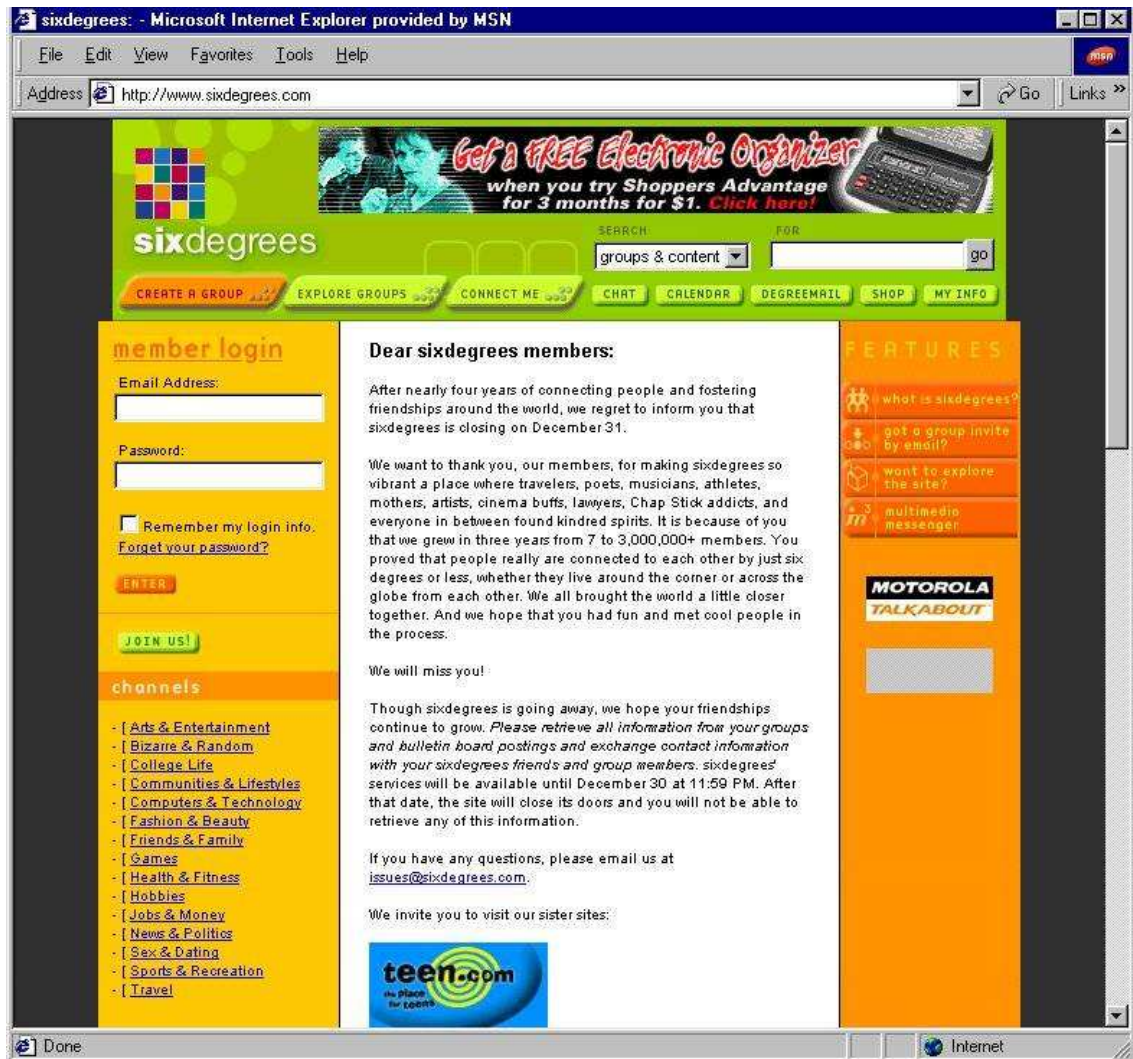 sixdegrees: - Microsoft Internet Explorer provided by MSN
File Edit View Favorites Tools Help
msn
Address http://www.sixdegrees.com Go Links »
Get a FREE Electronic Organizer
when you try Shoppers Advantage
for 3 months for $1. Click here!
sixdegrees
SEARCH FOR
groups & content go
CREATE A GROUP EXPLORE GROUPS CONNECT ME CHAT CALENDAR DEGREEMAIL SHOP MY INFO
member login
Email Address:
Password:
Remember my login info.
Forget your password?
ENTER
JOIN US!
channels
- [ Arts & Entertainment
- [ Bizarre & Random
- [ College Life
- [ Communities & Lifestyles
- [ Computers & Technology
- [ Fashion & Beauty
- [ Friends & Family
- [ Games
- [ Health & Fitness
- [ Hobbies
- [ Jobs & Money
- [ News & Politics
- [ Sex & Dating
- [ Sports & Recreation
- [ Travel
Dear sixdegrees members:
After nearly four years of connecting people and fostering
friendships around the world, we regret to inform you that
sixdegrees is closing on December 31.
We want to thank you, our members, for making sixdegrees so
vibrant a place where travelers, poets, musicians, athletes,
mothers, artists, cinema buffs, lawyers, Chap Stick addicts, and
everyone in between found kindred spirits. It is because of you
that we grew in three years from 7 to 3,000,000+ members. You
proved that people really are connected to each other by just six
degrees or less, whether they live around the corner or across the
globe from each other. We all brought the world a little closer
together. And we hope that you had fun and met cool people in
the process.
We will miss you!
Though sixdegrees is going away, we hope your friendships
continue to grow. Please retrieve all information from your groups
and bulletin board postings and exchange contact information
with your sixdegrees friends and group members. sixdegrees'
services will be available until December 30 at 11:59 PM. After
that date, the site will close its doors and you will not be able to
retrieve any of this information.
If you have any questions, please email us at
issues@sixdegrees.com.
We invite you to visit our sister sites:
teen.com
the place
for teens
FEATURES
what is sixdegrees?
got a group invite
by email?
want to explore
the site?
m3 multimedia
messenger
MOTOROLA
TALKABOUT
Done Internet